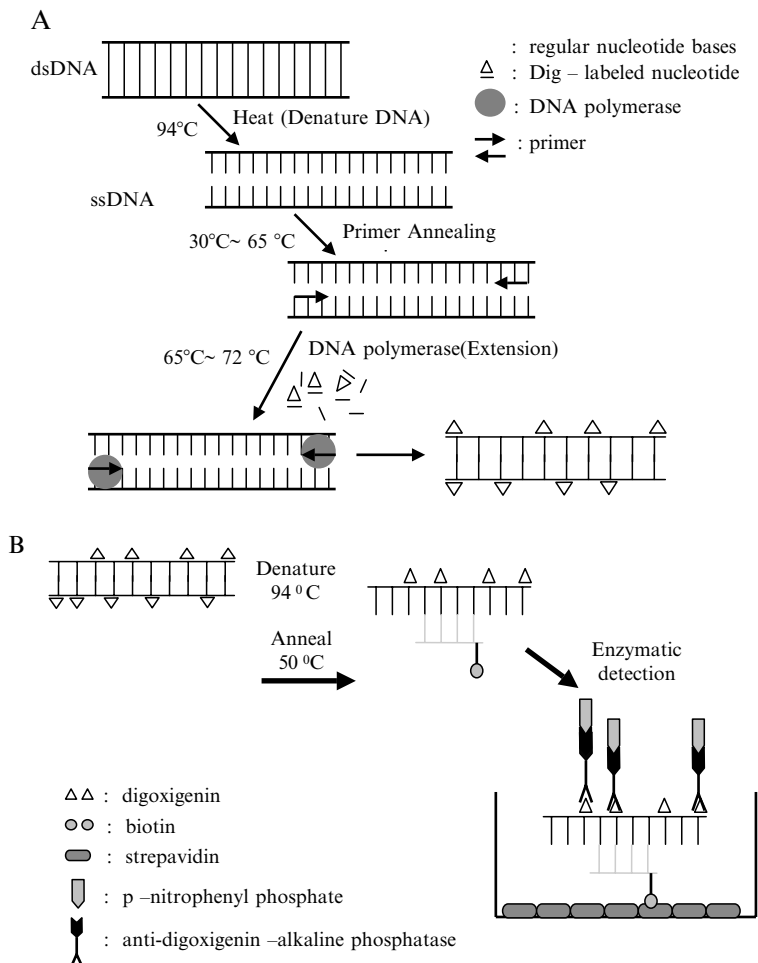 A
dsDNA
: regular nucleotide bases
: Dig – labeled nucleotide
: DNA polymerase
: primer
94°C
Heat (Denature DNA)
ssDNA
30°C~ 65 °C
Primer Annealing
65°C~ 72 °C
DNA polymerase(Extension)
B
Denature
94 ⁰ C
Anneal
50 ⁰C
Enzymatic
detection
: digoxigenin
: biotin
: strepavidin
: p –nitrophenyl phosphate
: anti-digoxigenin –alkaline phosphatase